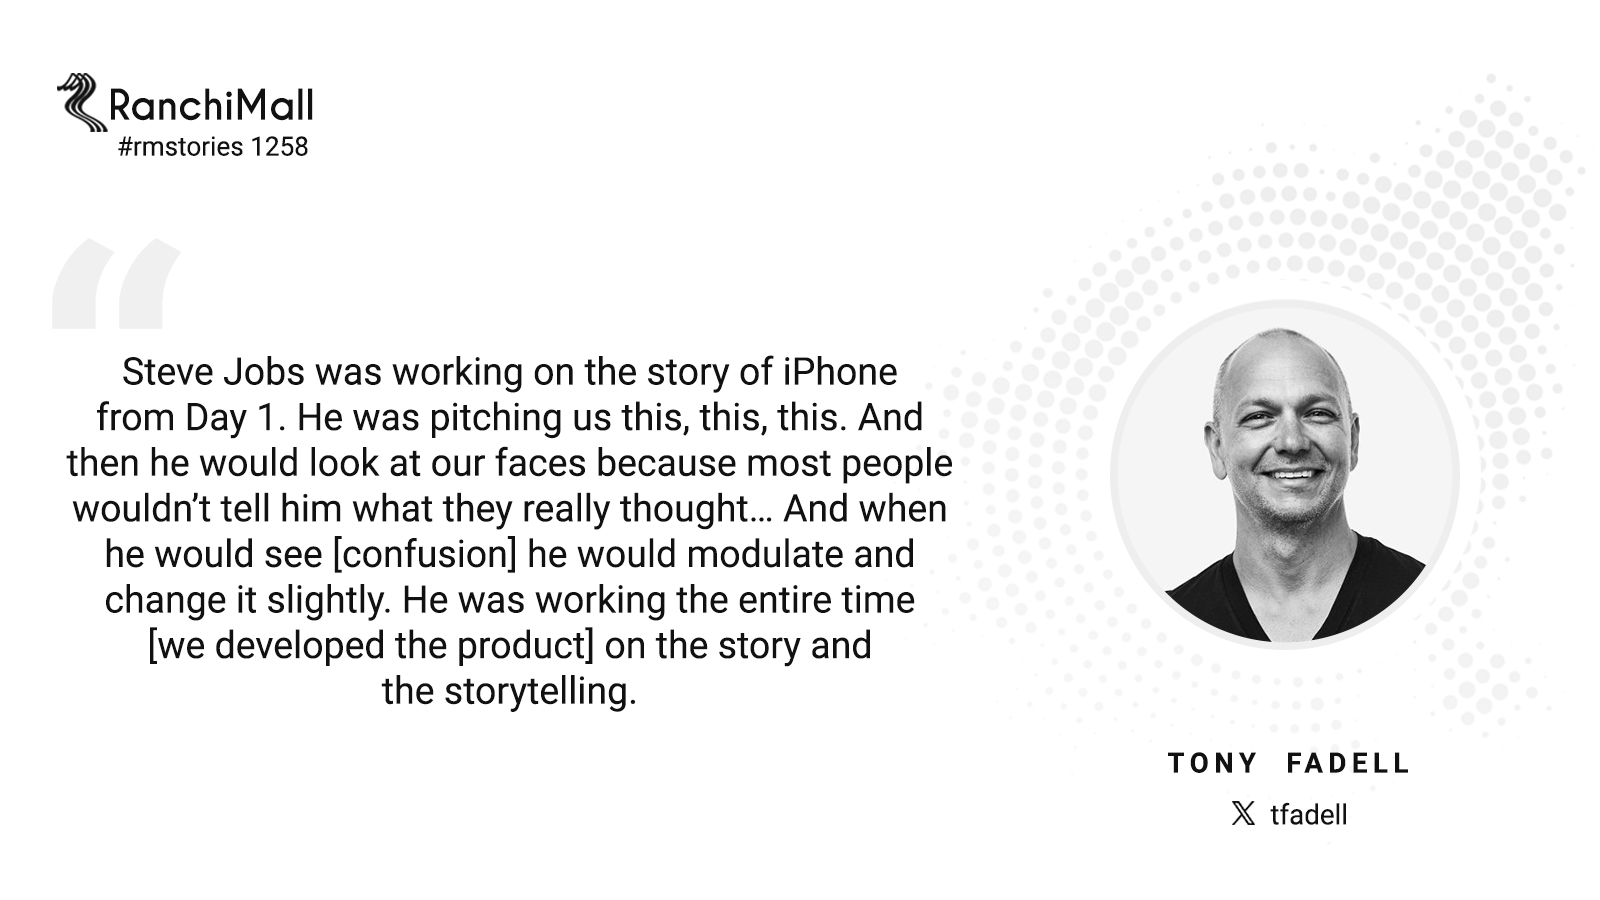 RanchiMall
#rmstories 1258
“
Steve Jobs was working on the story of iPhone
from Day 1. He was pitching us this, this, this. And
then he would look at our faces because most people
wouldn’t tell him what they really thought… And when
he would see [confusion] he would modulate and
change it slightly. He was working the entire time
[we developed the product] on the story and
the storytelling.
TONY FADELL
𝕏 tfadell